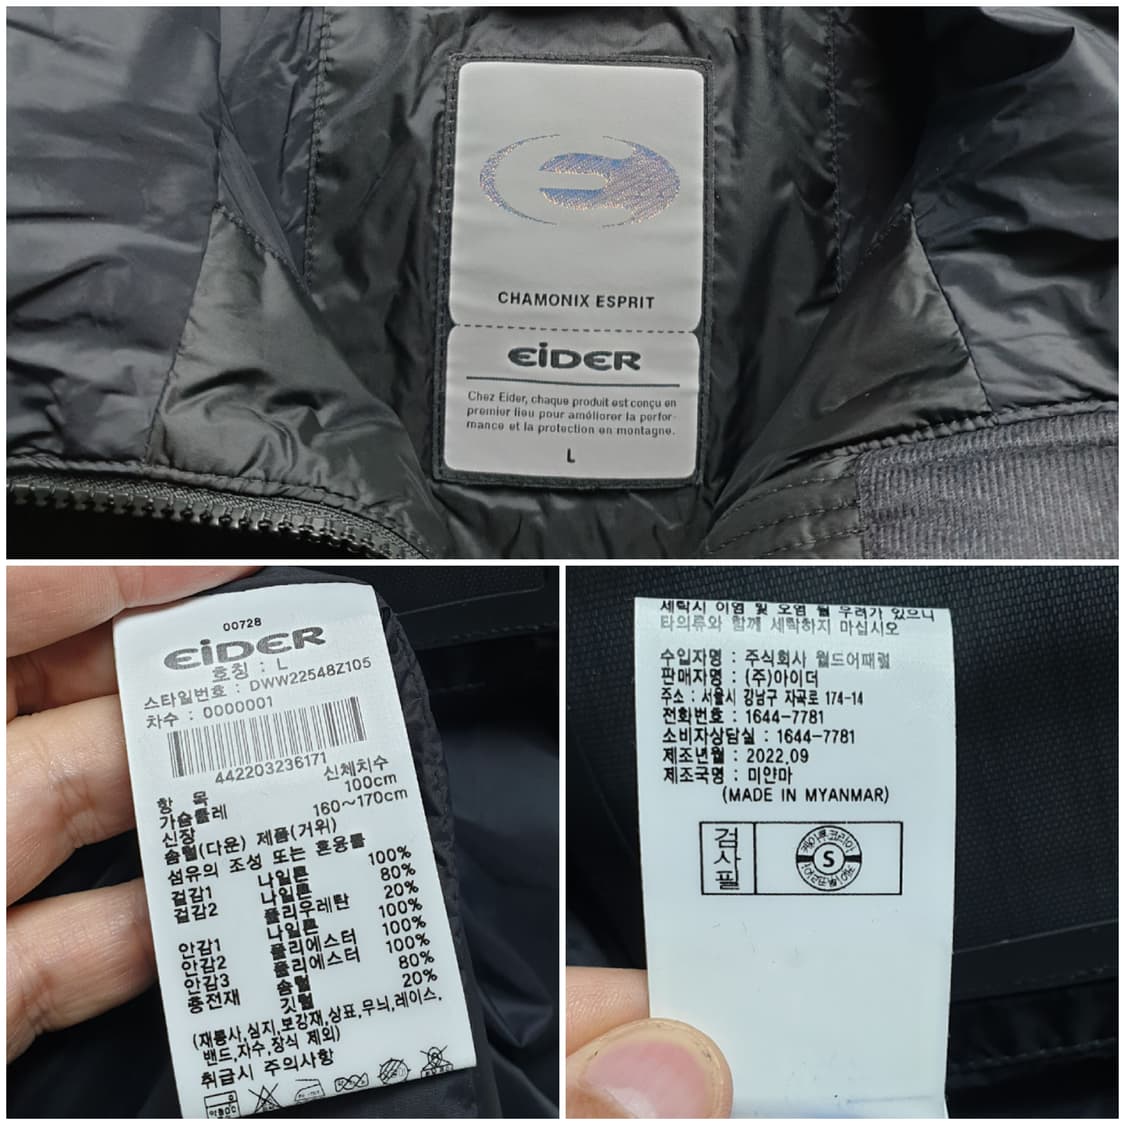 CHAMONIX ESPRIT
EiDER
Chez Eider, chaque produit est conçu en
premier lieu pour améliorer la perfor-
mance et la protection en montagne.
L
00728
EiDER
호칭 : L
스타일번호 : DWW22548Z105
차수 : 0000001
442203236171
항 목 신체치수
가슴둘레 100cm
신장 160~170cm
솜털(다운) 제품(거위)
섬유의 조성 또는 혼용률
겉감1 나일론 100%
겉감2 나일론 80%
폴리우레탄 20%
안감1 나일론 100%
안감2 폴리에스터 100%
안감3 폴리에스터 100%
충전재 솜털 80%
깃털 20%
(재봉사,심지,보강재,상표,무늬,레이스,
밴드,자수,장식 제외)
취급시 주의사항
세탁시 이염 및 오염 될 우려가 있으니
타의류와 함께 세탁하지 마십시오
수입자명 : 주식회사 월드어패럴
판매자명 : (주)아이더
주소 : 서울시 강남구 자곡로 174-14
전화번호 : 1644-7781
소비자상담실 : 1644-7781
제조년월 : 2022.09
제조국명 : 미얀마
(MADE IN MYANMAR)
검사필
S